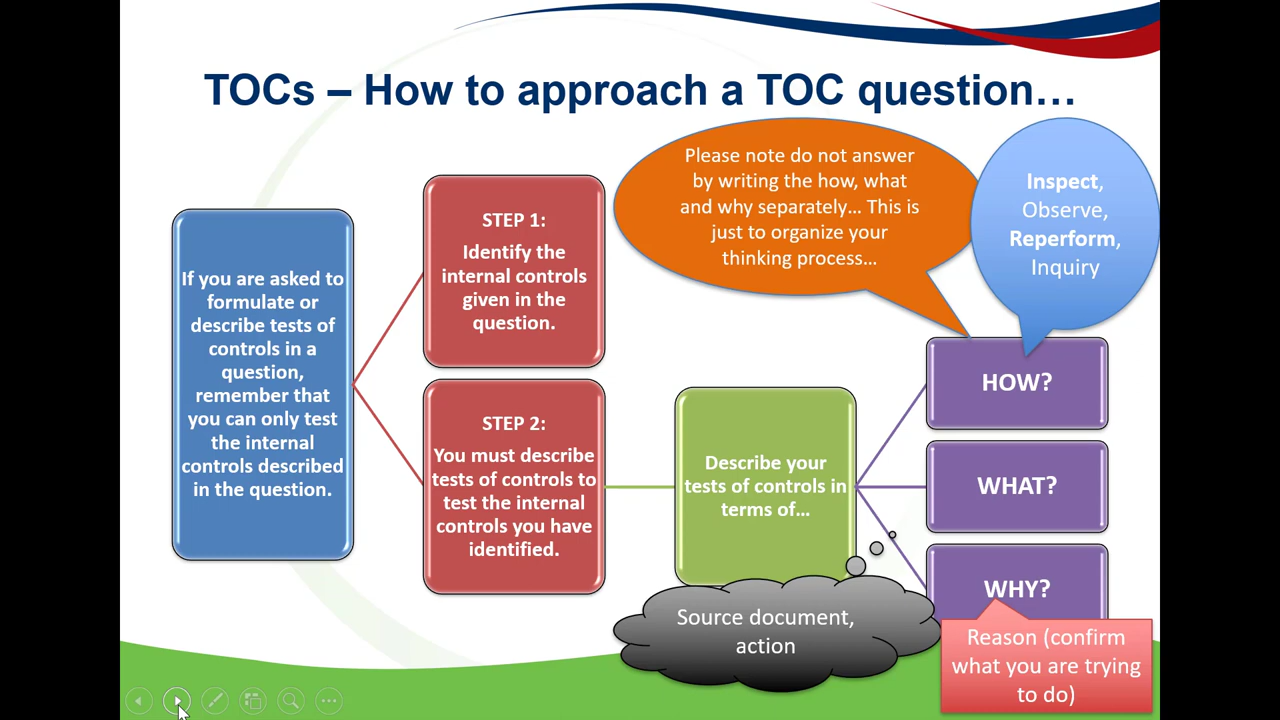 TOCs – How to approach a TOC question…
If you are asked to
formulate or
describe tests of
controls in a
question,
remember that
you can only test
the internal
controls described
in the question.
STEP 1:
Identify the
internal controls
given in the
question.
STEP 2:
You must describe
tests of controls to
test the internal
controls you have
identified.
Describe your
tests of controls in
terms of…
Please note do not answer
by writing the how, what
and why separately… This is
just to organize your
thinking process…
Inspect,
Observe,
Reperform,
Inquiry
HOW?
WHAT?
WHY?
Source document,
action
Reason (confirm
what you are trying
to do)